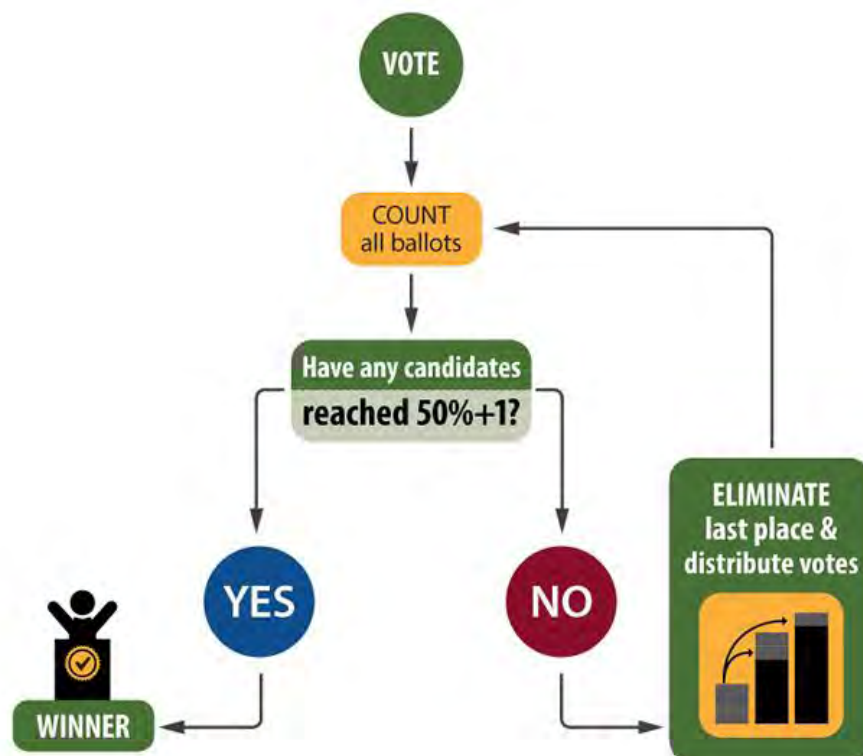 VOTE
COUNT
all ballots
Have any candidates
reached 50%+1?
YES
NO
ELIMINATE
last place &
distribute votes
WINNER